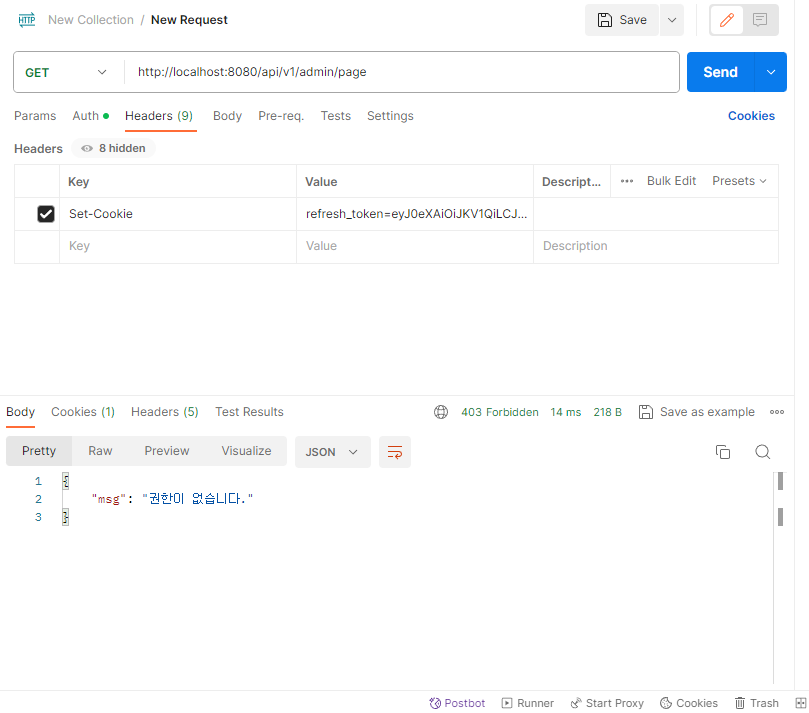 HTTP New Collection / New Request Save
GET http://localhost:8080/api/v1/admin/page Send
Params Auth Headers (9) Body Pre-req. Tests Settings Cookies
Headers 8 hidden
Key Value Descript... ••• Bulk Edit Presets
Set-Cookie refresh_token=eyJ0eXAiOiJKV1QiLCJ...
Key Value Description
Body Cookies (1) Headers (5) Test Results 403 Forbidden 14 ms 218 B Save as example
Pretty Raw Preview Visualize JSON
1 {
2 "msg": "권한이 없습니다."
3 }
Postbot Runner Start Proxy Cookies Trash